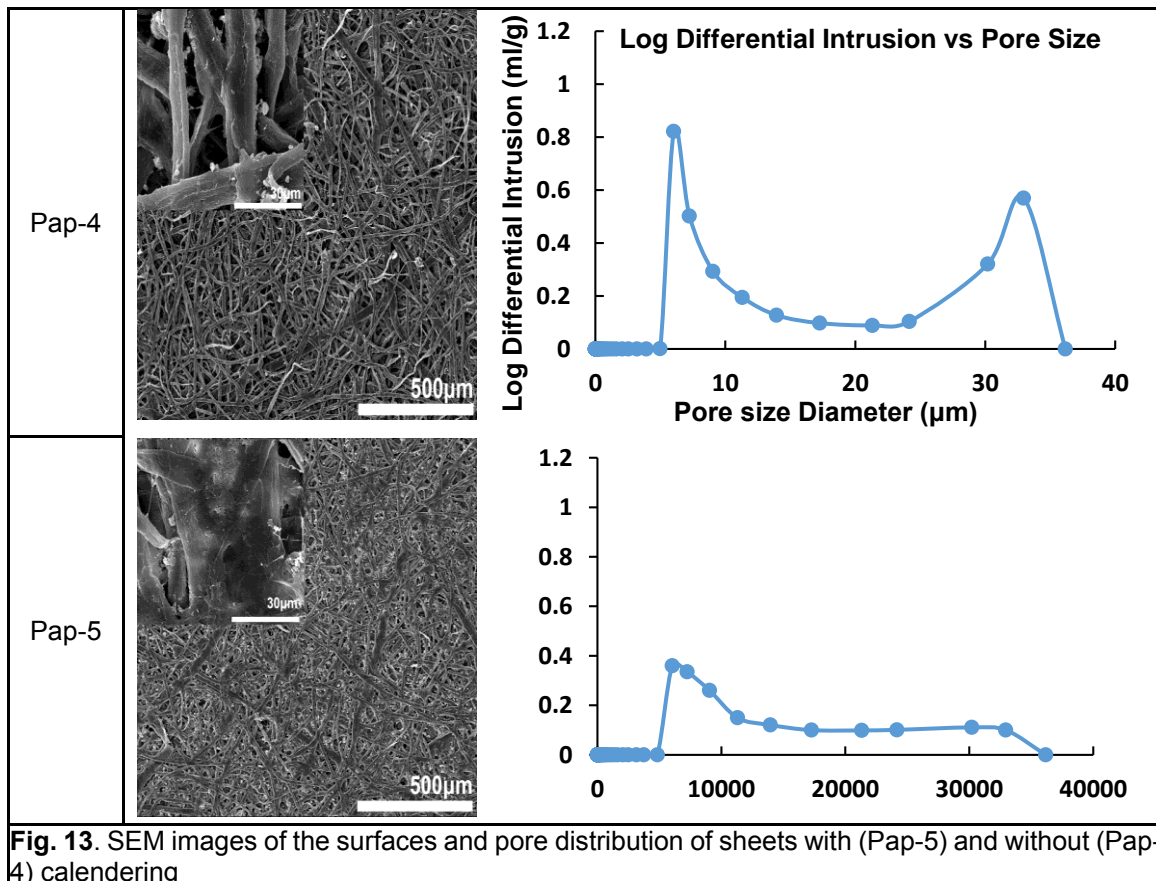 Pap-4
30μm
500μm
Log Differential Intrusion vs Pore Size
Log Differential Intrusion (ml/g)
1.2
1
0.8
0.6
0.4
0.2
0
0 10 20 30 40
Pore size Diameter (μm)
Pap-5
30μm
500μm
1.2
1
0.8
0.6
0.4
0.2
0
0 10000 20000 30000 40000
Fig. 13. SEM images of the surfaces and pore distribution of sheets with (Pap-5) and without (Pap-
4) calendering